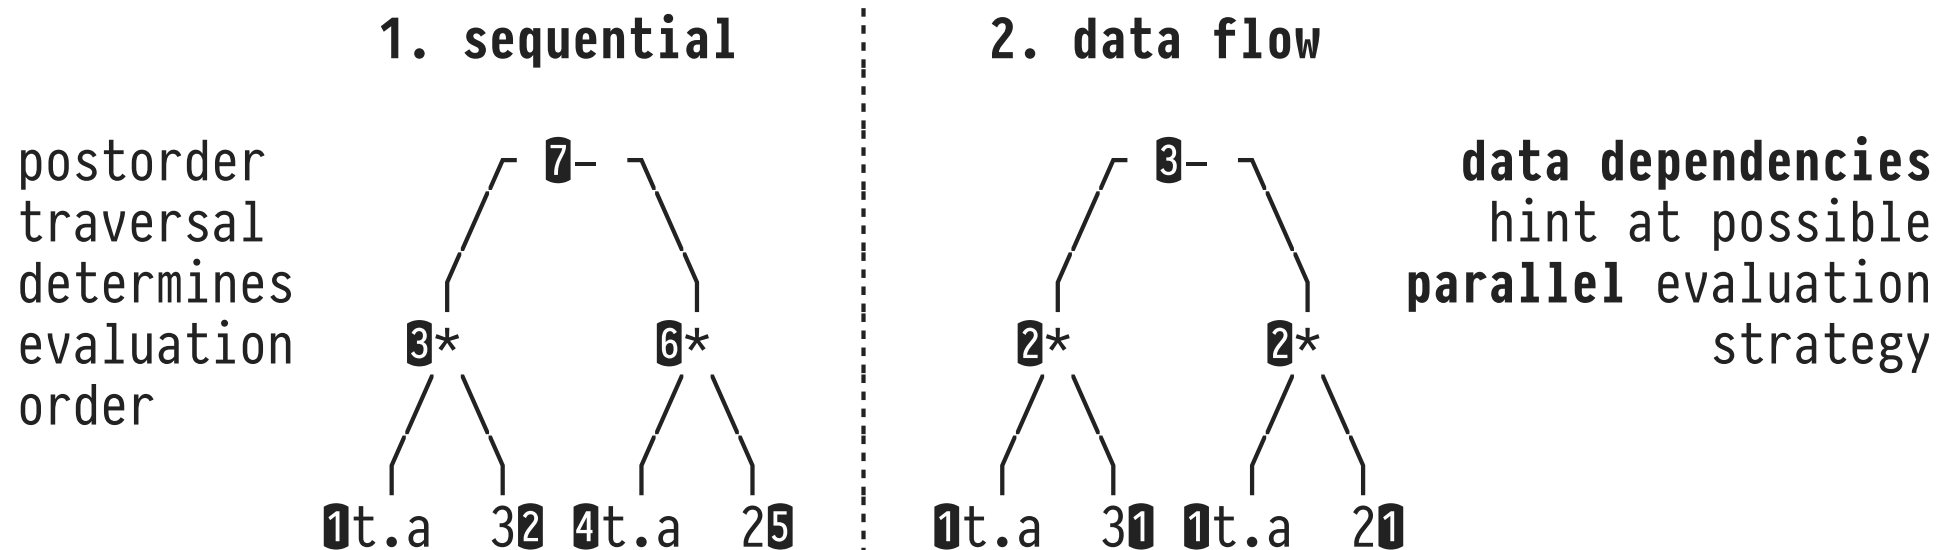 1. sequential
2. data flow
postorder
traversal
determines
evaluation
order
7-
3* 6*
1t.a 32 4t.a 25
3-
2* 2*
1t.a 31 1t.a 21
data dependencies
hint at possible
parallel evaluation
strategy